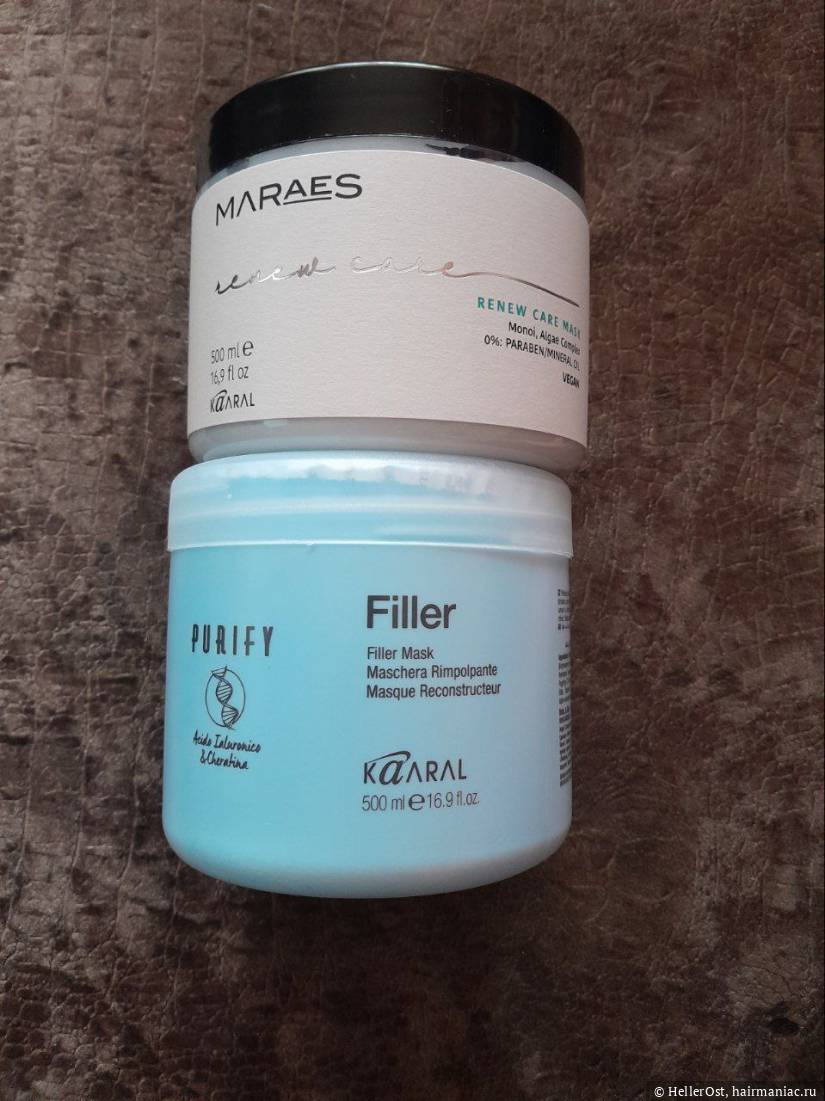 MARAES
renew care
RENEW CARE MASK
Monoi, Algae Complex
0%: PARABEN/MINERAL OIL
VEGAN
500 ml e
16,9 fl oz
KAARAL
PURIFY
Acido Ialuronico
& Cheratina
Filler
Filler Mask
Maschera Rimpolpante
Masque Reconstructeur
KAARAL
500 ml e 16.9 fl.oz.
© HellerOst, hairmaniac.ru